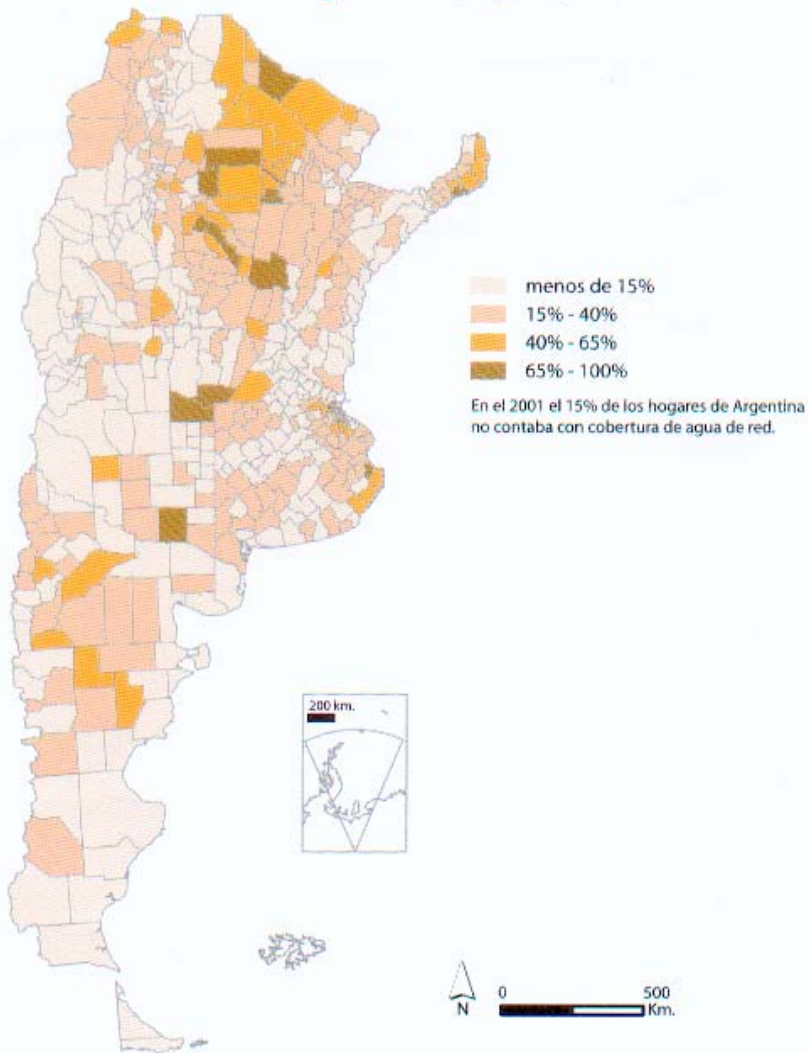 menos de 15%
15% - 40%
40% - 65%
65% - 100%
En el 2001 el 15% de los hogares de Argentina
no contaba con cobertura de agua de red.
200 km.
N
0 500
Km.